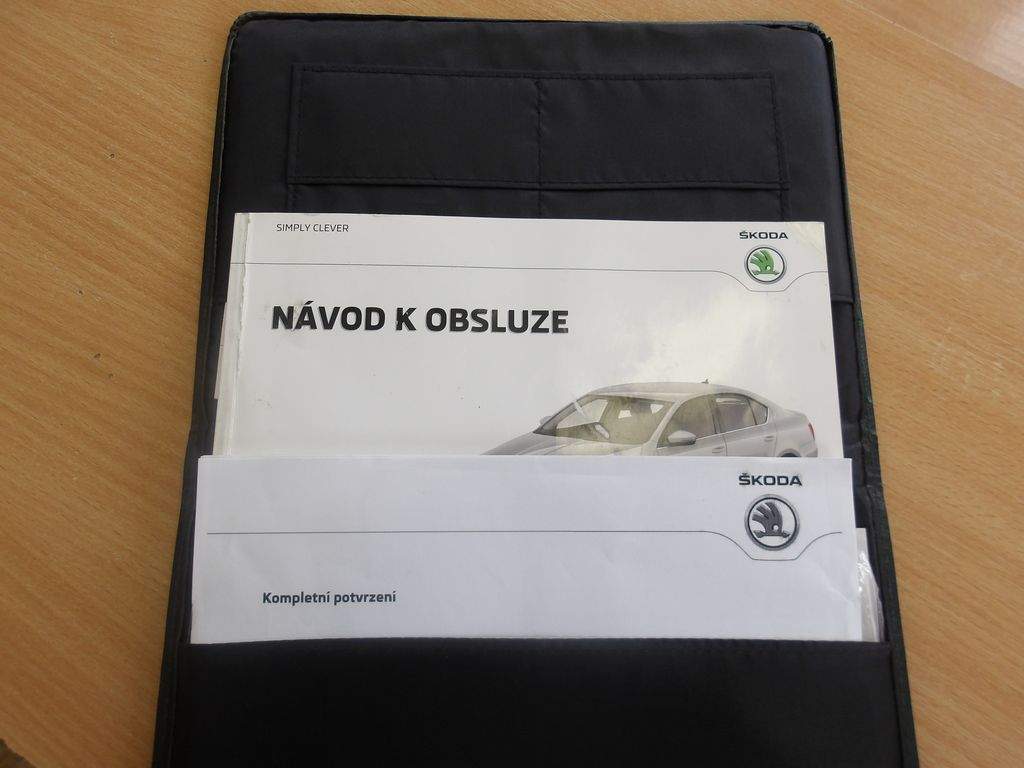 SIMPLY CLEVER
ŠKODA
NÁVOD K OBSLUZE
ŠKODA
Kompletní potvrzení